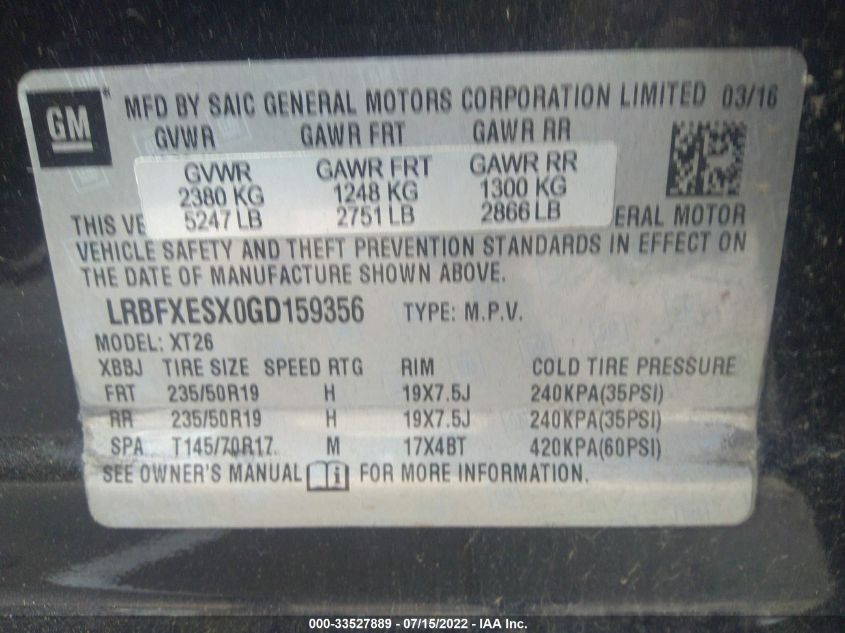 GM
MFD BY SAIC GENERAL MOTORS CORPORATION LIMITED 03/16
GVWR GAWR FRT GAWR RR
GVWR GAWR FRT GAWR RR
2380 KG 1248 KG 1300 KG
5247 LB 2751 LB 2866 LB
THIS VE ERAL MOTOR
VEHICLE SAFETY AND THEFT PREVENTION STANDARDS IN EFFECT ON
THE DATE OF MANUFACTURE SHOWN ABOVE.
LRBFXESX0GD159356 TYPE: M.P.V.
MODEL: XT26
XBBJ TIRE SIZE SPEED RTG RIM COLD TIRE PRESSURE
FRT 235/50R19 H 19X7.5J 240KPA(35PSI)
RR 235/50R19 H 19X7.5J 240KPA(35PSI)
SPA T145/70R17 M 17X4BT 420KPA(60PSI)
SEE OWNER'S MANUAL i FOR MORE INFORMATION.
000-33527889 - 07/15/2022 - IAA Inc.